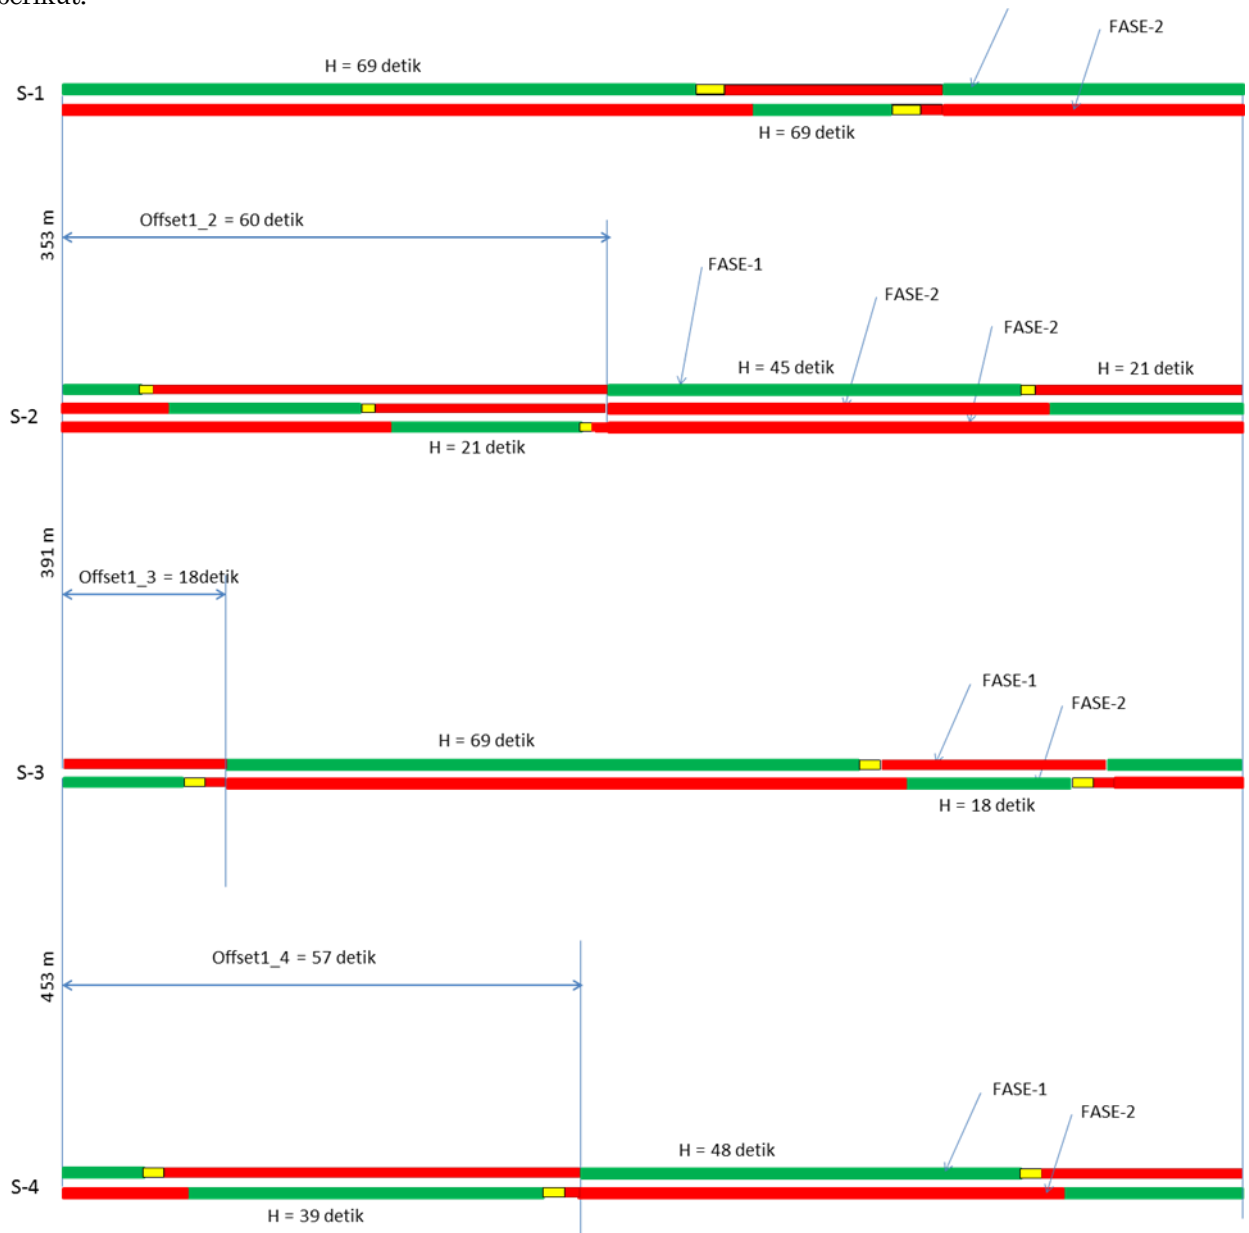 berikut:
FASE-2
H = 69 detik
S-1
H = 69 detik
353 m
Offset1_2 = 60 detik
FASE-1
FASE-2
FASE-2
H = 45 detik
H = 21 detik
S-2
H = 21 detik
391 m
Offset1_3 = 18detik
FASE-1
FASE-2
H = 69 detik
S-3
H = 18 detik
453 m
Offset1_4 = 57 detik
FASE-1
FASE-2
H = 48 detik
S-4
H = 39 detik